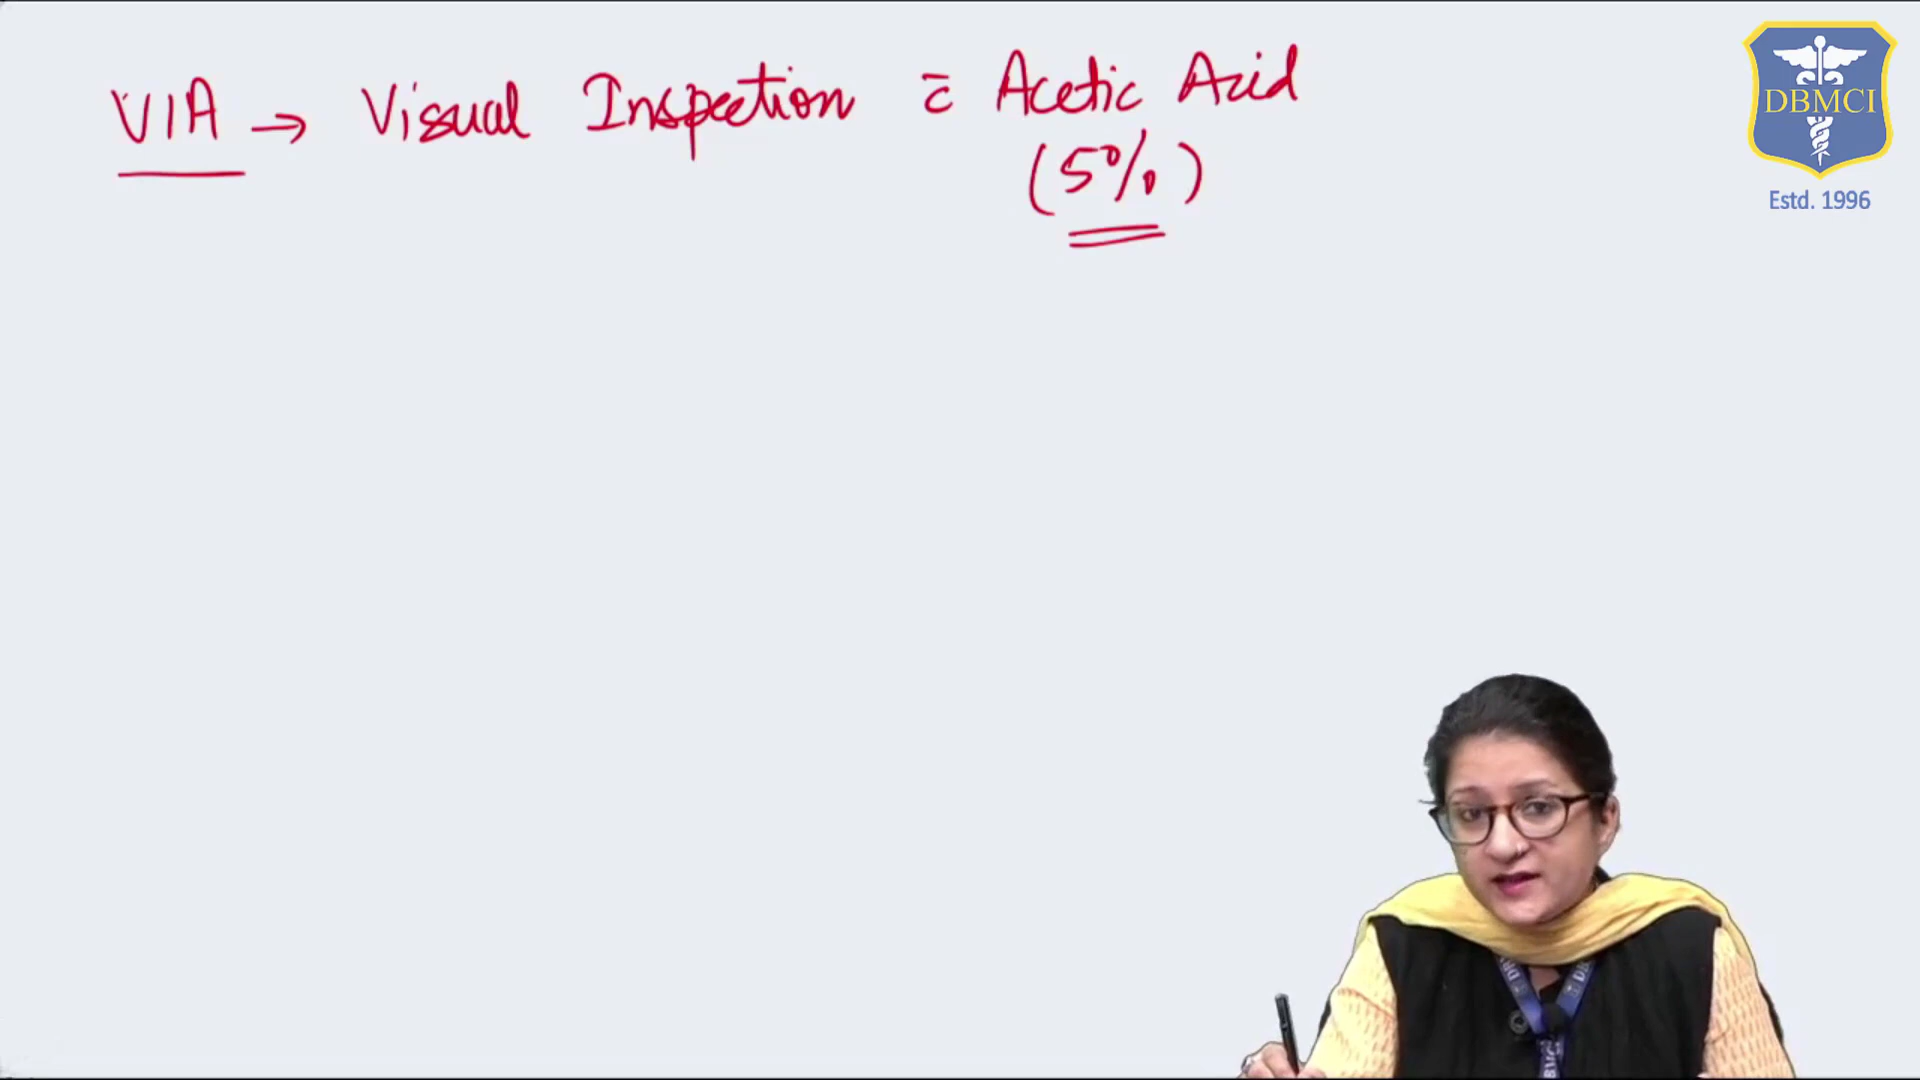 VIA → Visual Inspection c̄ Acetic Acid
(5%)
DBMCI
Estd. 1996